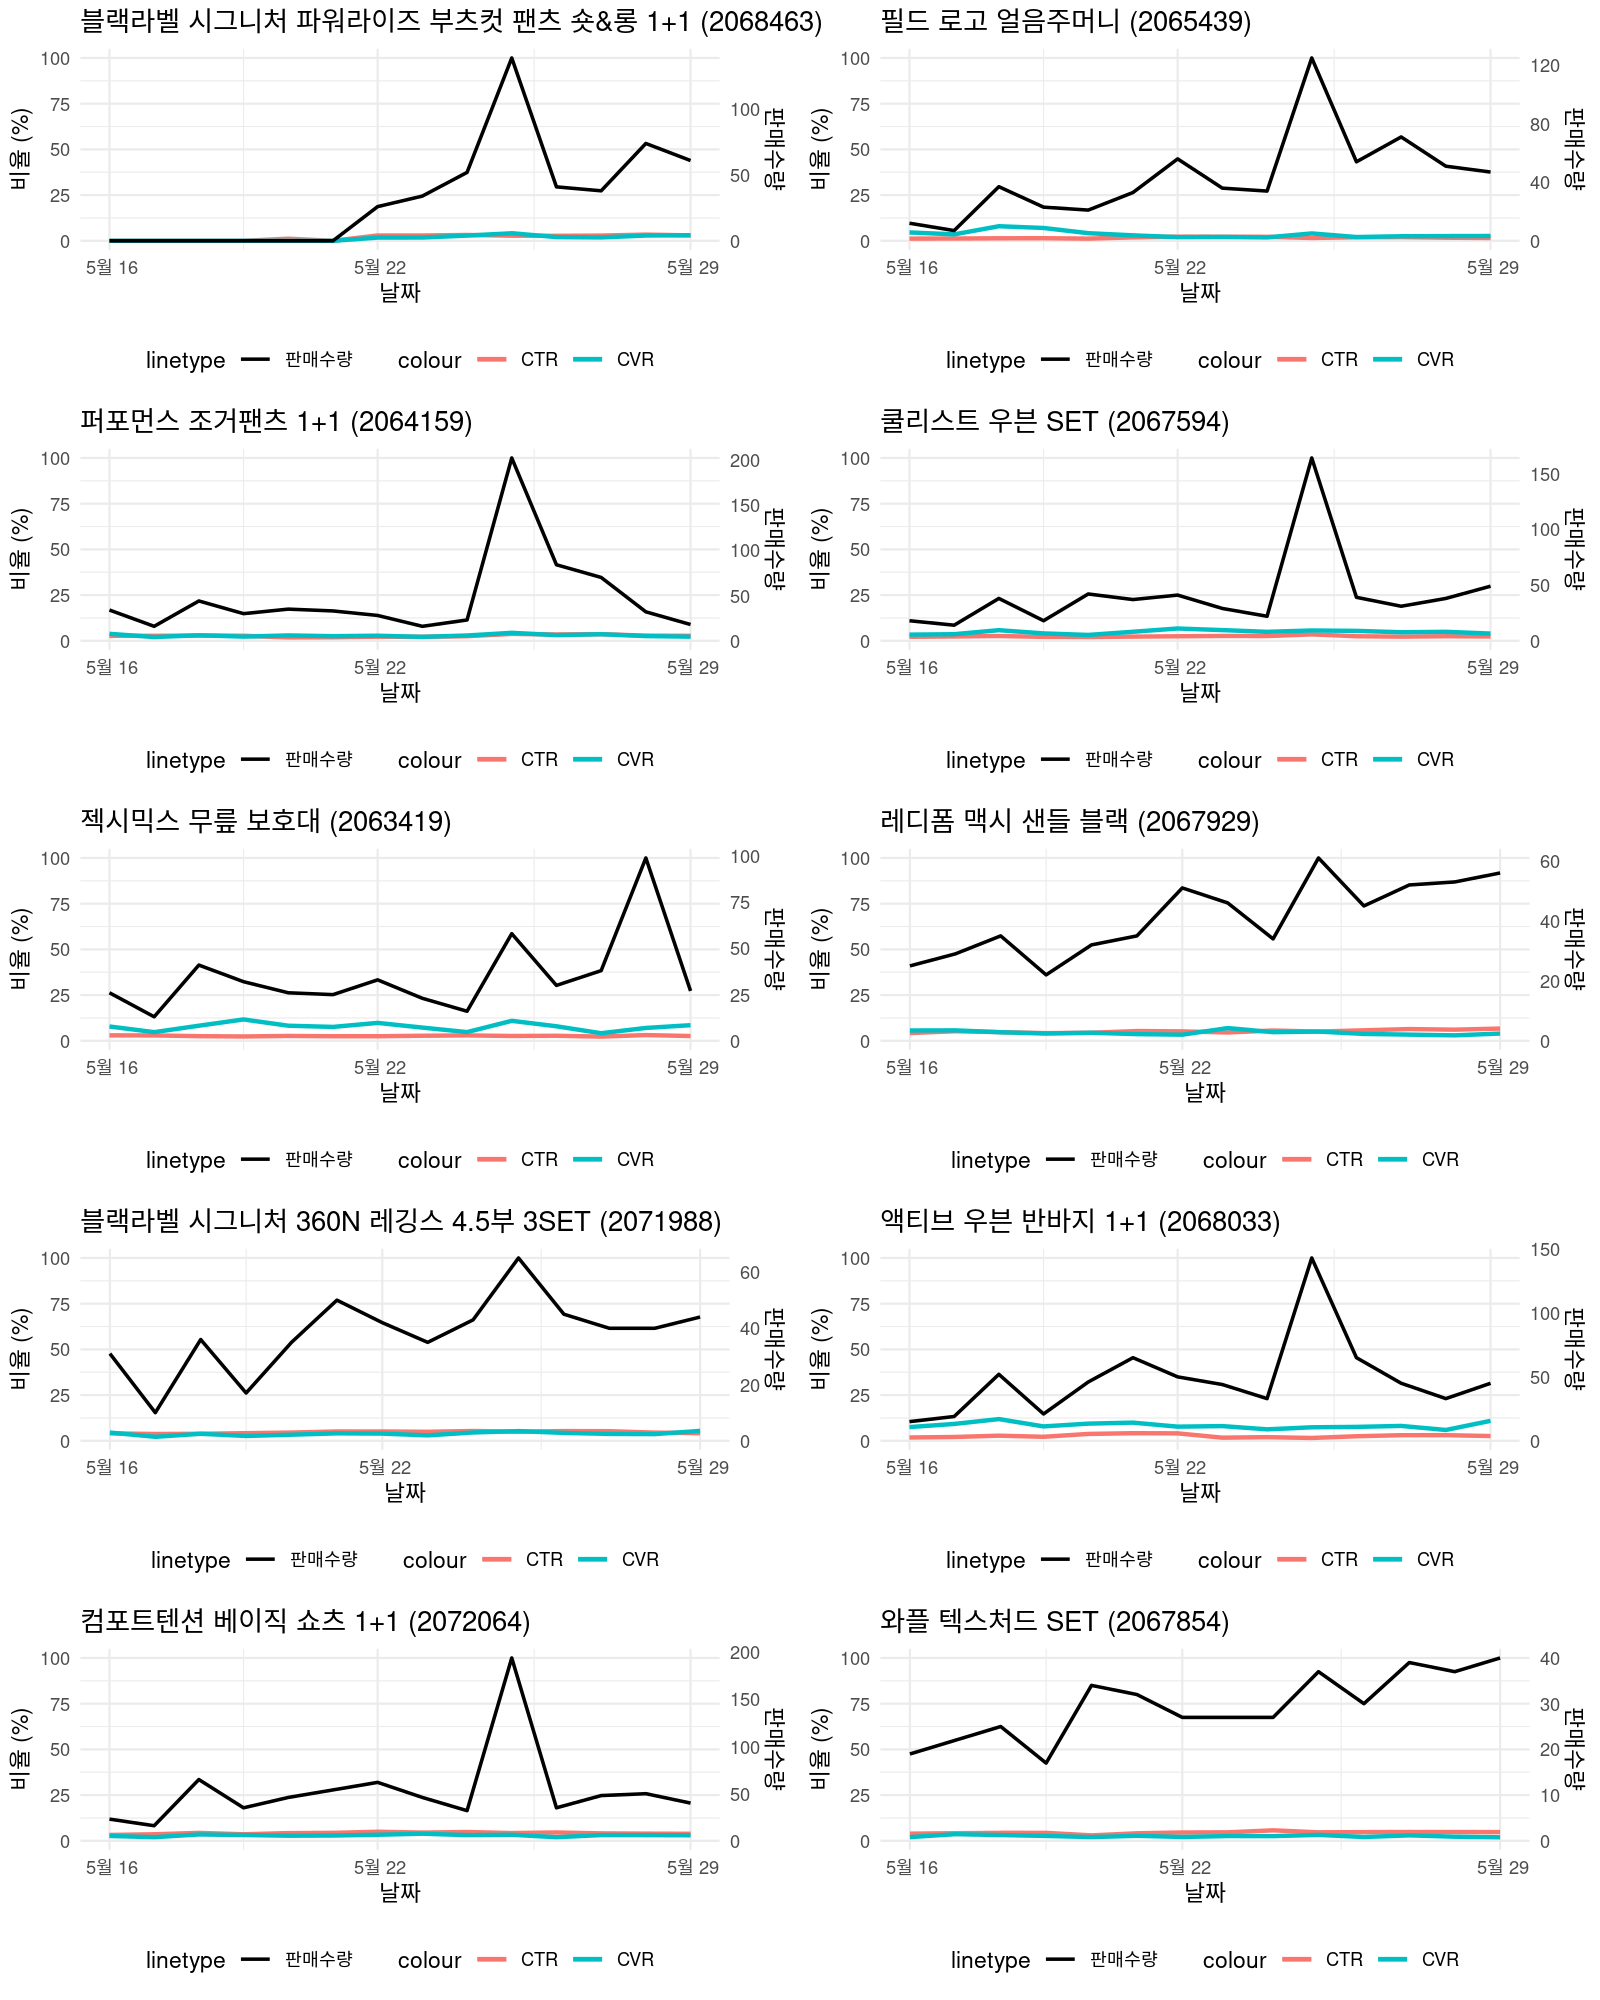 블랙라벨 시그니처 파워라이즈 부츠컷 팬츠 숏&롱 1+1 (2068463)
100
75
50
25
0
비율 (%)
100
50
0
판매수량
5월 16
5월 22
5월 29
날짜
linetype 판매수량 colour CTR CVR
필드 로고 얼음주머니 (2065439)
100
75
50
25
0
비율 (%)
120
80
40
0
판매수량
5월 16
5월 22
5월 29
날짜
linetype 판매수량 colour CTR CVR
퍼포먼스 조거팬츠 1+1 (2064159)
100
75
50
25
0
비율 (%)
200
150
100
50
0
판매수량
5월 16
5월 22
5월 29
날짜
linetype 판매수량 colour CTR CVR
쿨리스트 우븐 SET (2067594)
100
75
50
25
0
비율 (%)
150
100
50
0
판매수량
5월 16
5월 22
5월 29
날짜
linetype 판매수량 colour CTR CVR
젝시믹스 무릎 보호대 (2063419)
100
75
50
25
0
비율 (%)
100
75
50
25
0
판매수량
5월 16
5월 22
5월 29
날짜
linetype 판매수량 colour CTR CVR
레디폼 맥시 샌들 블랙 (2067929)
100
75
50
25
0
비율 (%)
60
40
20
0
판매수량
5월 16
5월 22
5월 29
날짜
linetype 판매수량 colour CTR CVR
블랙라벨 시그니처 360N 레깅스 4.5부 3SET (2071988)
100
75
50
25
0
비율 (%)
60
40
20
0
판매수량
5월 16
5월 22
5월 29
날짜
linetype 판매수량 colour CTR CVR
액티브 우븐 반바지 1+1 (2068033)
100
75
50
25
0
비율 (%)
150
100
50
0
판매수량
5월 16
5월 22
5월 29
날짜
linetype 판매수량 colour CTR CVR
컴포트텐션 베이직 쇼츠 1+1 (2072064)
100
75
50
25
0
비율 (%)
200
150
100
50
0
판매수량
5월 16
5월 22
5월 29
날짜
linetype 판매수량 colour CTR CVR
와플 텍스처드 SET (2067854)
100
75
50
25
0
비율 (%)
40
30
20
10
0
판매수량
5월 16
5월 22
5월 29
날짜
linetype 판매수량 colour CTR CVR